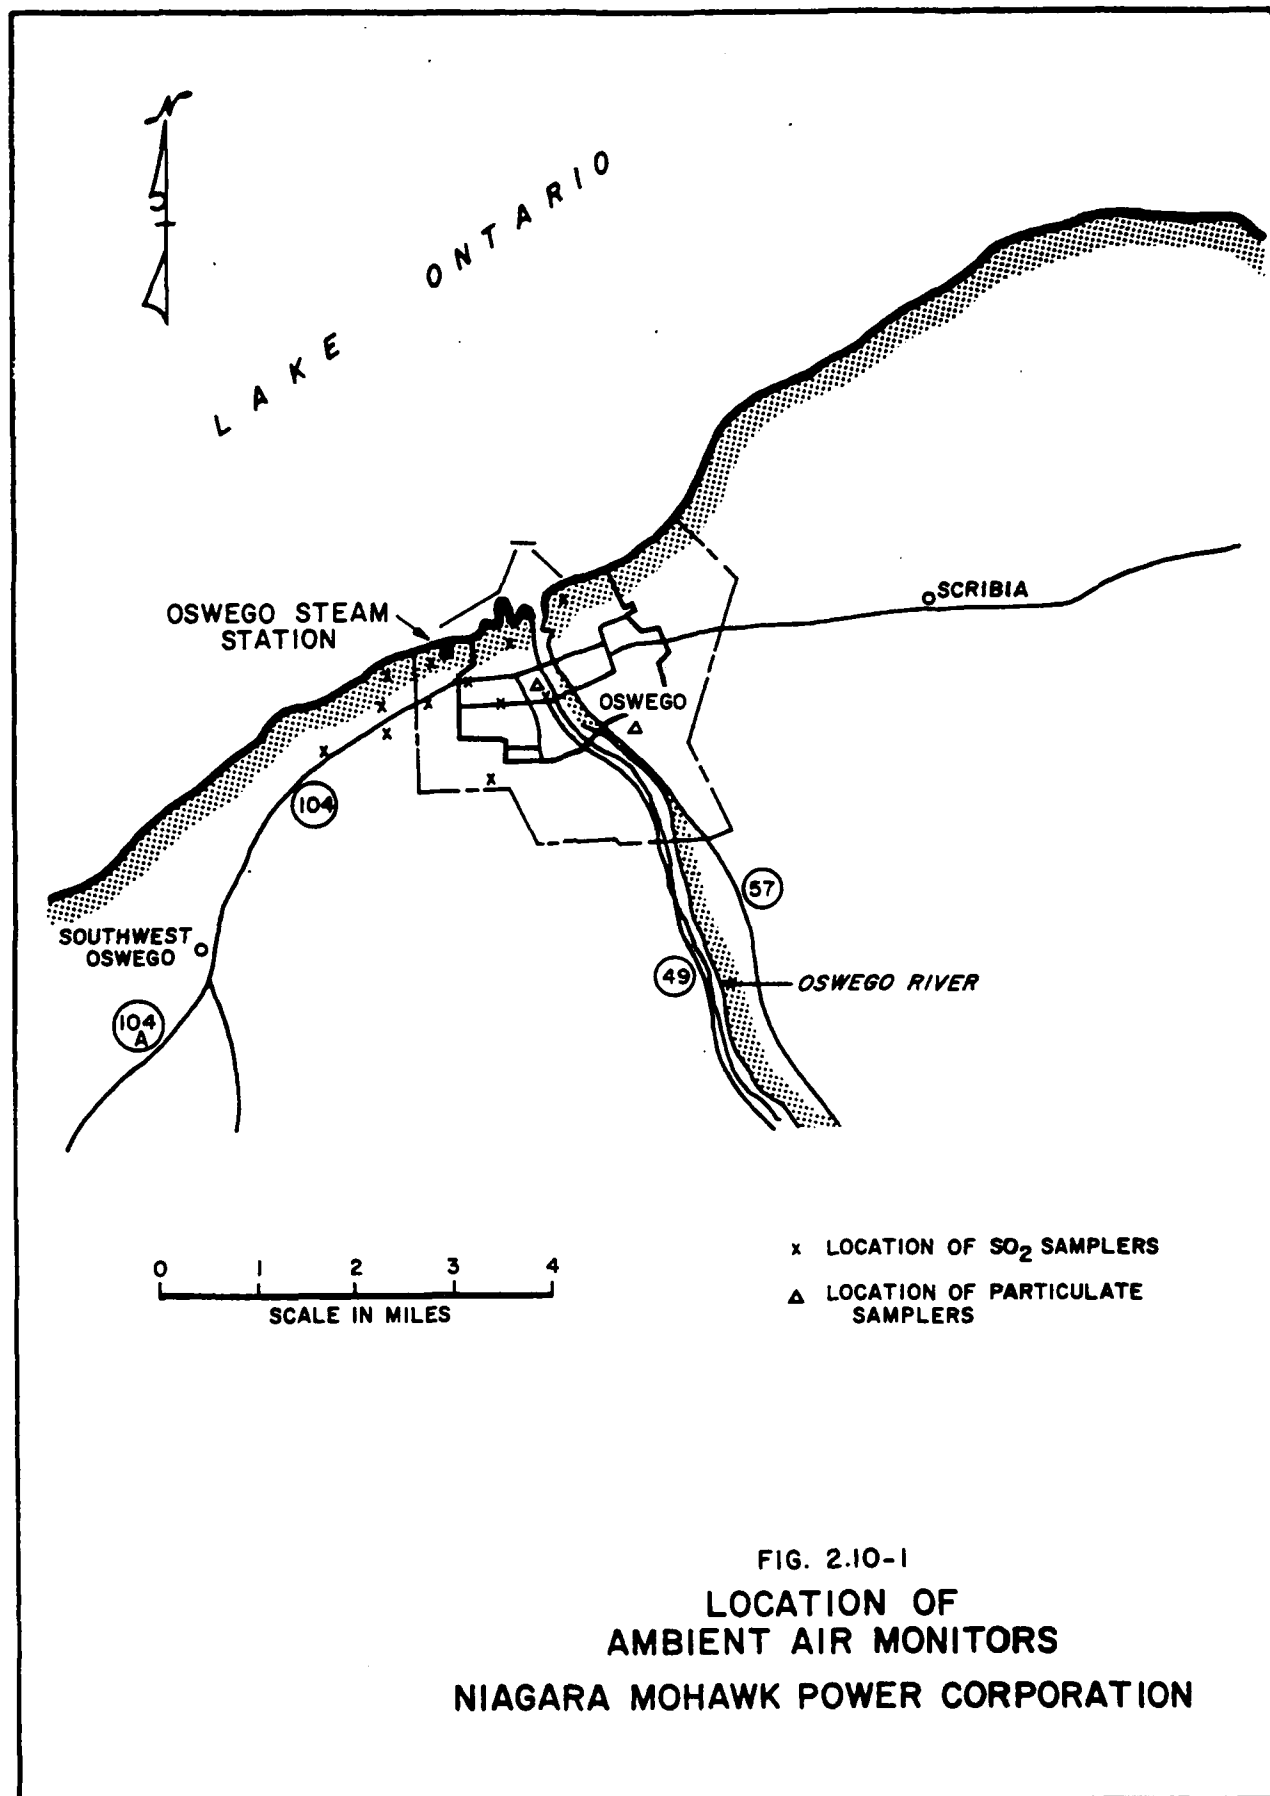 N
LAKE ONTARIO
OSWEGO STEAM
STATION
SCRIBIA
OSWEGO
104
57
SOUTHWEST
OSWEGO
49
OSWEGO RIVER
104
A
0 1 2 3 4
SCALE IN MILES
x LOCATION OF SO2 SAMPLERS
△ LOCATION OF PARTICULATE
SAMPLERS
FIG. 2.10-1
LOCATION OF
AMBIENT AIR MONITORS
NIAGARA MOHAWK POWER CORPORATION